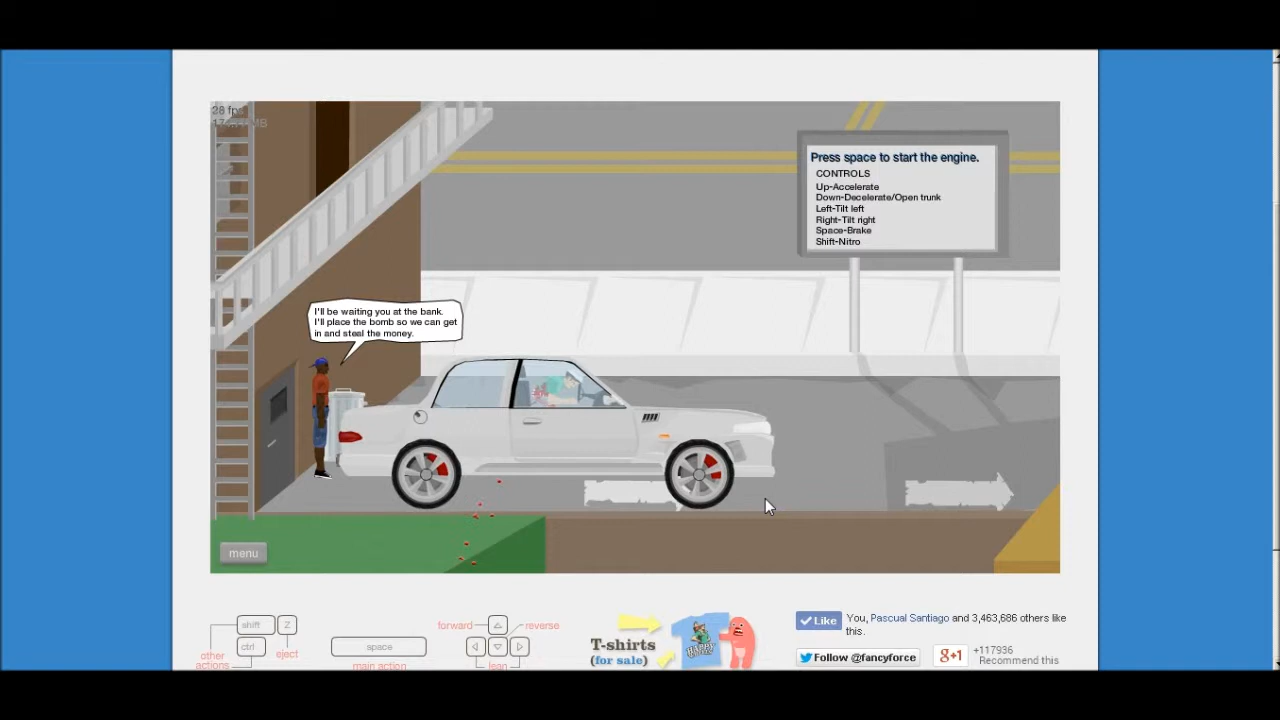 28 fps
Press space to start the engine.
CONTROLS
Up-Accelerate
Down-Decelerate/Open trunk
Left-Tilt left
Right-Tilt right
Space-Brake
Shift-Nitro
I'll be waiting you at the bank.
I'll place the bomb so we can get
in and steal the money.
menu
shift
Z
ctrl
eject
other
actions
space
main action
forward
reverse
lean
T-shirts
(for sale)
Like
You, Pascual Santiago and 3,463,686 others like
this.
Follow @fancyforce
+1
+117936
Recommend this